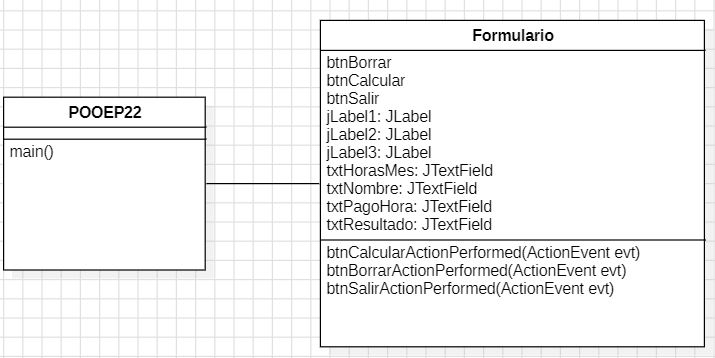 POOEP22
main()
Formulario
btnBorrar
btnCalcular
btnSalir
jLabel1: JLabel
jLabel2: JLabel
jLabel3: JLabel
txtHorasMes: JTextField
txtNombre: JTextField
txtPagoHora: JTextField
txtResultado: JTextField
btnCalcularActionPerformed(ActionEvent evt)
btnBorrarActionPerformed(ActionEvent evt)
btnSalirActionPerformed(ActionEvent evt)